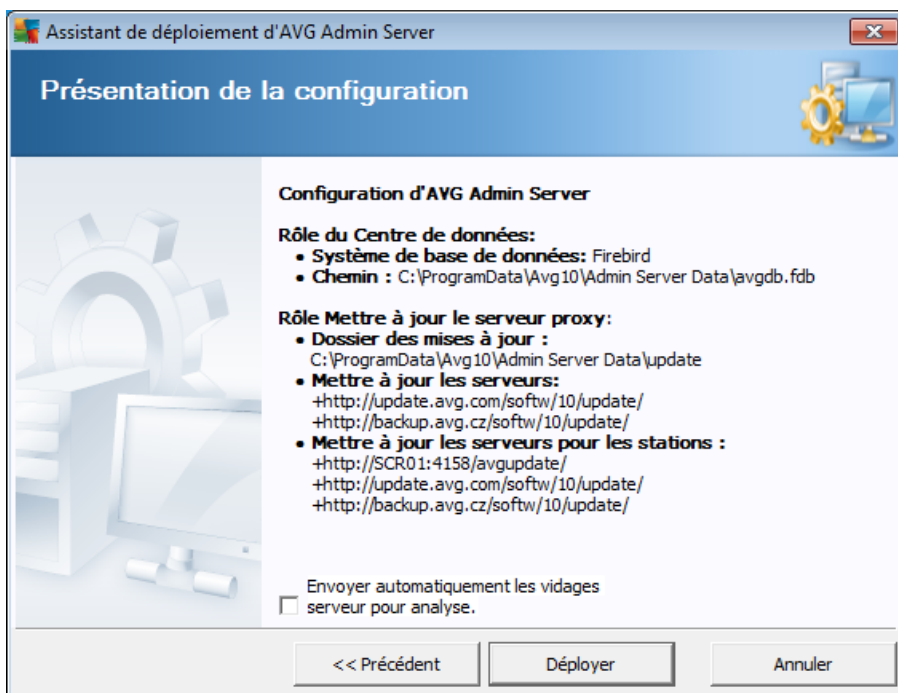 Assistant de déploiement d'AVG Admin Server
Présentation de la configuration
Configuration d'AVG Admin Server
Rôle du Centre de données:
• Système de base de données: Firebird
• Chemin : C:\ProgramData\Avg10\Admin Server Data\avgdb.fdb
Rôle Mettre à jour le serveur proxy:
• Dossier des mises à jour :
C:\ProgramData\Avg10\Admin Server Data\update
• Mettre à jour les serveurs:
+http://update.avg.com/softw/10/update/
+http://backup.avg.cz/softw/10/update/
• Mettre à jour les serveurs pour les stations :
+http://SCR01:4158/avgupdate/
+http://update.avg.com/softw/10/update/
+http://backup.avg.cz/softw/10/update/
Envoyer automatiquement les vidages
serveur pour analyse.
<< Précédent
Déployer
Annuler